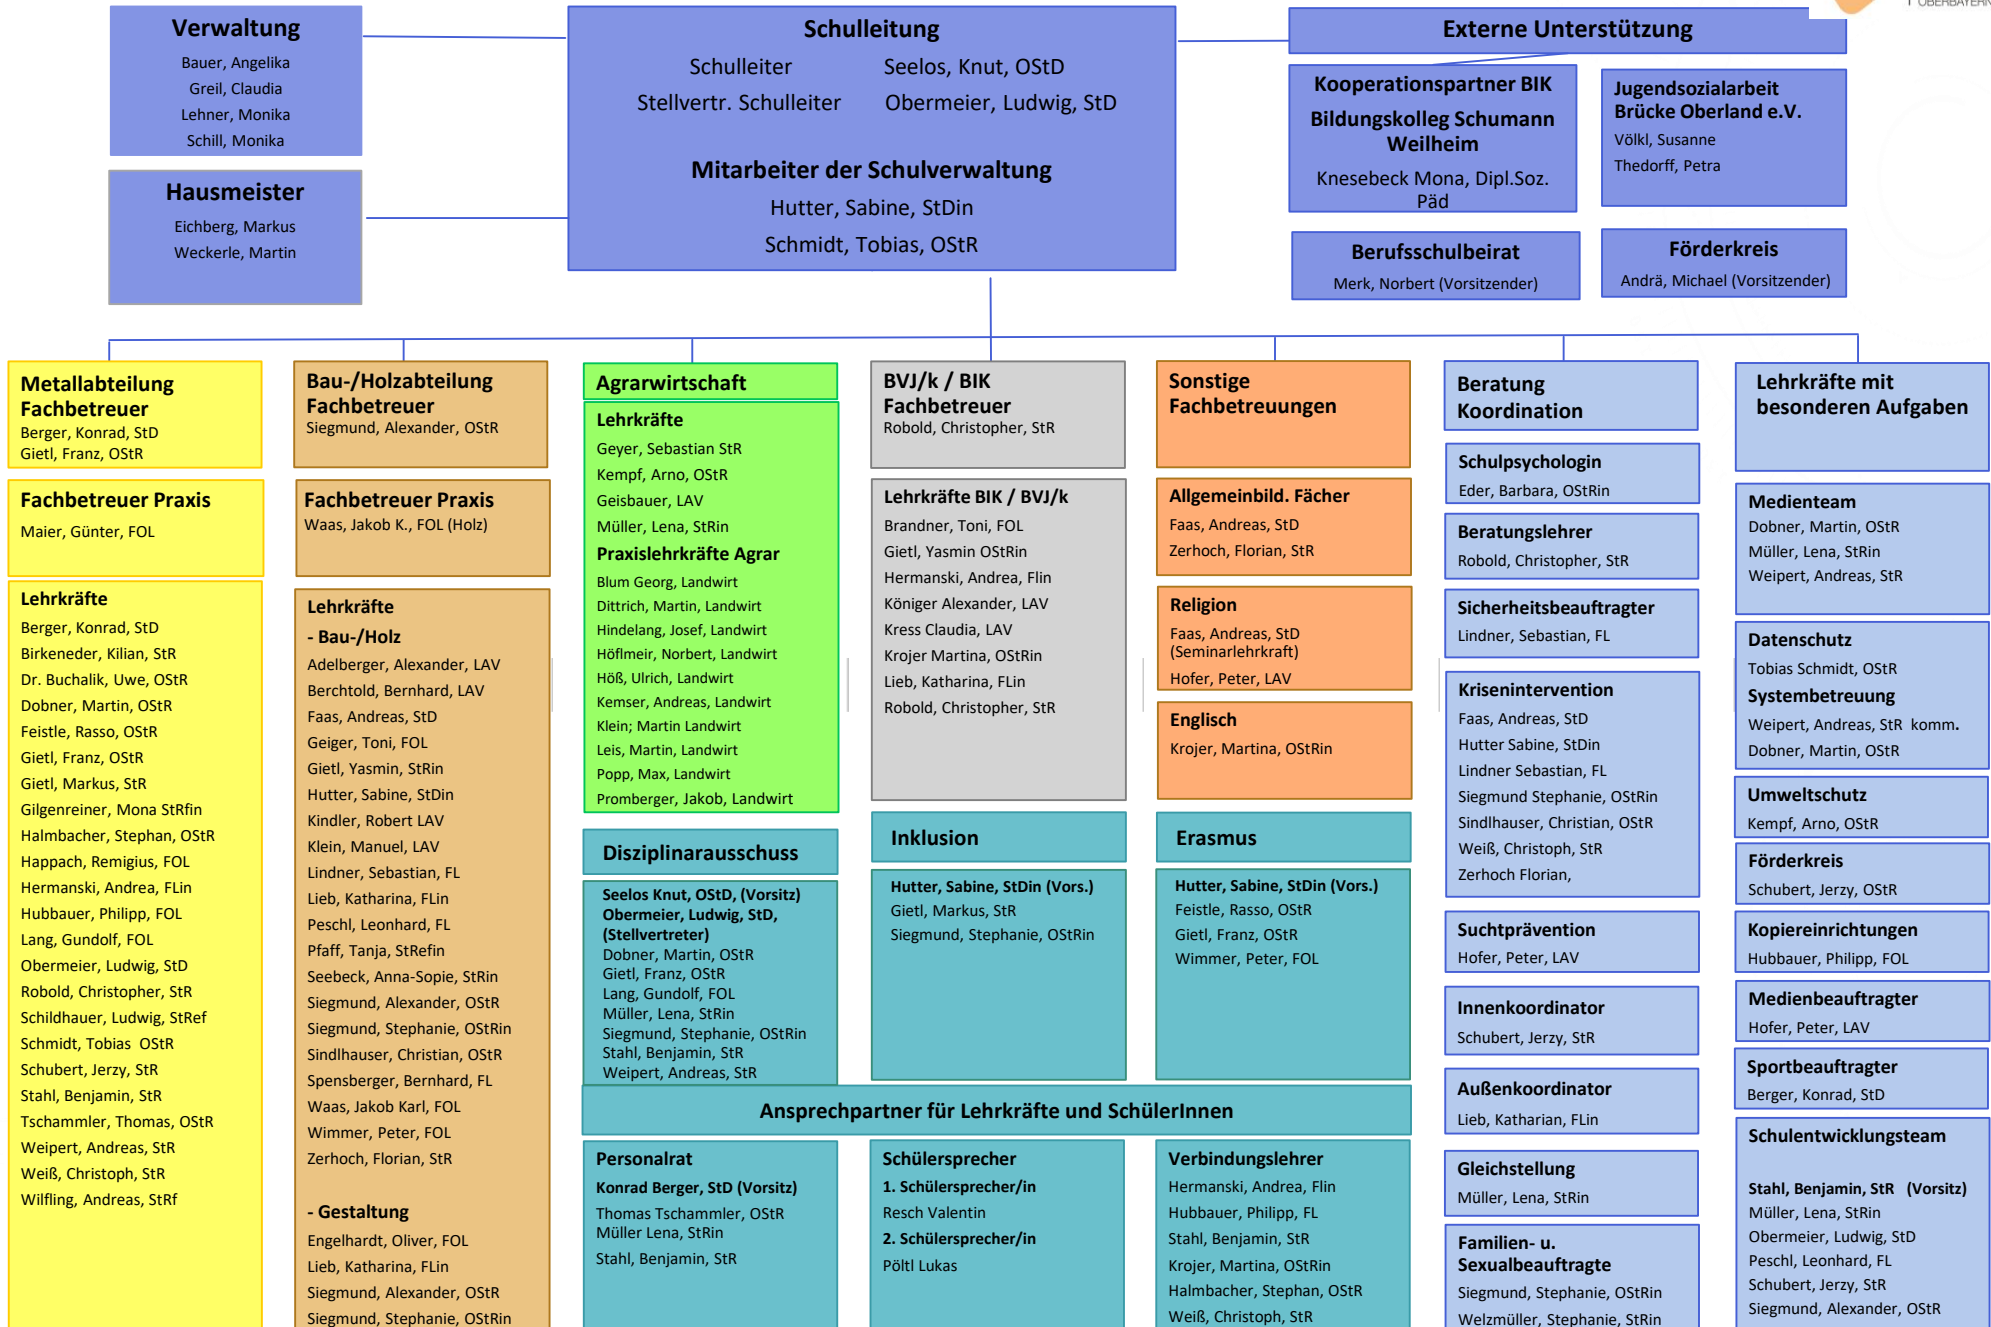 OBERBAYERN
Verwaltung
Bauer, Angelika
Greil, Claudia
Lehner, Monika
Schill, Monika
Hausmeister
Eichberg, Markus
Weckerle, Martin
Schulleitung
Schulleiter Seelos, Knut, OStD
Stellvertr. Schulleiter Obermeier, Ludwig, StD
Mitarbeiter der Schulverwaltung
Hutter, Sabine, StDin
Schmidt, Tobias, OStR
Externe Unterstützung
Kooperationspartner BIK
Bildungskolleg Schumann
Weilheim
Knesebeck Mona, Dipl.Soz.
Päd
Jugendsozialarbeit
Brücke Oberland e.V.
Völkl, Susanne
Thedorff, Petra
Berufsschulbeirat
Merk, Norbert (Vorsitzender)
Förderkreis
Andrä, Michael (Vorsitzender)
Metallabteilung
Fachbetreuer
Berger, Konrad, StD
Gietl, Franz, OStR
Fachbetreuer Praxis
Maier, Günter, FOL
Lehrkräfte
Berger, Konrad, StD
Birkeneder, Kilian, StR
Dr. Buchalik, Uwe, OStR
Dobner, Martin, OStR
Feistle, Rasso, OStR
Gietl, Franz, OStR
Gietl, Markus, StR
Gilgenreiner, Mona StRfin
Halmbacher, Stephan, OStR
Happach, Remigius, FOL
Hermanski, Andrea, FLin
Hubbauer, Philipp, FOL
Lang, Gundolf, FOL
Obermeier, Ludwig, StD
Robold, Christopher, StR
Schildhauer, Ludwig, StRef
Schmidt, Tobias OStR
Schubert, Jerzy, StR
Stahl, Benjamin, StR
Tschammler, Thomas, OStR
Weipert, Andreas, StR
Weiß, Christoph, StR
Wilfling, Andreas, StRf
Bau-/Holzabteilung
Fachbetreuer
Siegmund, Alexander, OStR
Fachbetreuer Praxis
Waas, Jakob K., FOL (Holz)
Lehrkräfte
- Bau-/Holz
Adelberger, Alexander, LAV
Berchtold, Bernhard, LAV
Faas, Andreas, StD
Geiger, Toni, FOL
Gietl, Yasmin, StRin
Hutter, Sabine, StDin
Kindler, Robert LAV
Klein, Manuel, LAV
Lindner, Sebastian, FL
Lieb, Katharina, FLin
Peschl, Leonhard, FL
Pfaff, Tanja, StRefin
Seebeck, Anna-Sopie, StRin
Siegmund, Alexander, OStR
Siegmund, Stephanie, OStRin
Sindlhauser, Christian, OStR
Spensberger, Bernhard, FL
Waas, Jakob Karl, FOL
Wimmer, Peter, FOL
Zerhoch, Florian, StR
- Gestaltung
Engelhardt, Oliver, FOL
Lieb, Katharina, FLin
Siegmund, Alexander, OStR
Siegmund, Stephanie, OStRin
Agrarwirtschaft
Lehrkräfte
Geyer, Sebastian StR
Kempf, Arno, OStR
Geisbauer, LAV
Müller, Lena, StRin
Praxislehrkräfte Agrar
Blum Georg, Landwirt
Dittrich, Martin, Landwirt
Hindelang, Josef, Landwirt
Höflmeir, Norbert, Landwirt
Höß, Ulrich, Landwirt
Kemser, Andreas, Landwirt
Klein; Martin Landwirt
Leis, Martin, Landwirt
Popp, Max, Landwirt
Promberger, Jakob, Landwirt
BVJ/k / BIK
Fachbetreuer
Robold, Christopher, StR
Lehrkräfte BIK / BVJ/k
Brandner, Toni, FOL
Gietl, Yasmin OStRin
Hermanski, Andrea, Flin
Königer Alexander, LAV
Kress Claudia, LAV
Krojer Martina, OStRin
Lieb, Katharina, FLin
Robold, Christopher, StR
Sonstige
Fachbetreuungen
Allgemeinbild. Fächer
Faas, Andreas, StD
Zerhoch, Florian, StR
Religion
Faas, Andreas, StD
(Seminarlehrkraft)
Hofer, Peter, LAV
Englisch
Krojer, Martina, OStRin
Disziplinarausschuss
Seelos Knut, OStD, (Vorsitz)
Obermeier, Ludwig, StD,
(Stellvertreter)
Dobner, Martin, OStR
Gietl, Franz, OStR
Lang, Gundolf, FOL
Müller, Lena, StRin
Siegmund, Stephanie, OStRin
Stahl, Benjamin, StR
Weipert, Andreas, StR
Inklusion
Hutter, Sabine, StDin (Vors.)
Gietl, Markus, StR
Siegmund, Stephanie, OStRin
Erasmus
Hutter, Sabine, StDin (Vors.)
Feistle, Rasso, OStR
Gietl, Franz, OStR
Wimmer, Peter, FOL
Ansprechpartner für Lehrkräfte und SchülerInnen
Personalrat
Konrad Berger, StD (Vorsitz)
Thomas Tschammler, OStR
Müller Lena, StRin
Stahl, Benjamin, StR
Schülersprecher
1. Schülersprecher/in
Resch Valentin
2. Schülersprecher/in
Pöltl Lukas
Verbindungslehrer
Hermanski, Andrea, Flin
Hubbauer, Philipp, FL
Stahl, Benjamin, StR
Krojer, Martina, OStRin
Halmbacher, Stephan, OStR
Weiß, Christoph, StR
Beratung
Koordination
Schulpsychologin
Eder, Barbara, OStRin
Beratungslehrer
Robold, Christopher, StR
Sicherheitsbeauftragter
Lindner, Sebastian, FL
Krisenintervention
Faas, Andreas, StD
Hutter Sabine, StDin
Lindner Sebastian, FL
Siegmund Stephanie, OStRin
Sindlhauser, Christian, OStR
Weiß, Christoph, StR
Zerhoch Florian,
Suchtprävention
Hofer, Peter, LAV
Innenkoordinator
Schubert, Jerzy, StR
Außenkoordinator
Lieb, Katharian, FLin
Gleichstellung
Müller, Lena, StRin
Familien- u.
Sexualbeauftragte
Siegmund, Stephanie, OStRin
Welzmüller, Stephanie, StRin
Lehrkräfte mit
besonderen Aufgaben
Medienteam
Dobner, Martin, OStR
Müller, Lena, StRin
Weipert, Andreas, StR
Datenschutz
Tobias Schmidt, OStR
Systembetreuung
Weipert, Andreas, StR komm.
Dobner, Martin, OStR
Umweltschutz
Kempf, Arno, OStR
Förderkreis
Schubert, Jerzy, OStR
Kopiereinrichtungen
Hubbauer, Philipp, FOL
Medienbeauftragter
Hofer, Peter, LAV
Sportbeauftragter
Berger, Konrad, StD
Schulentwicklungsteam
Stahl, Benjamin, StR (Vorsitz)
Müller, Lena, StRin
Obermeier, Ludwig, StD
Peschl, Leonhard, FL
Schubert, Jerzy, StR
Siegmund, Alexander, OStR